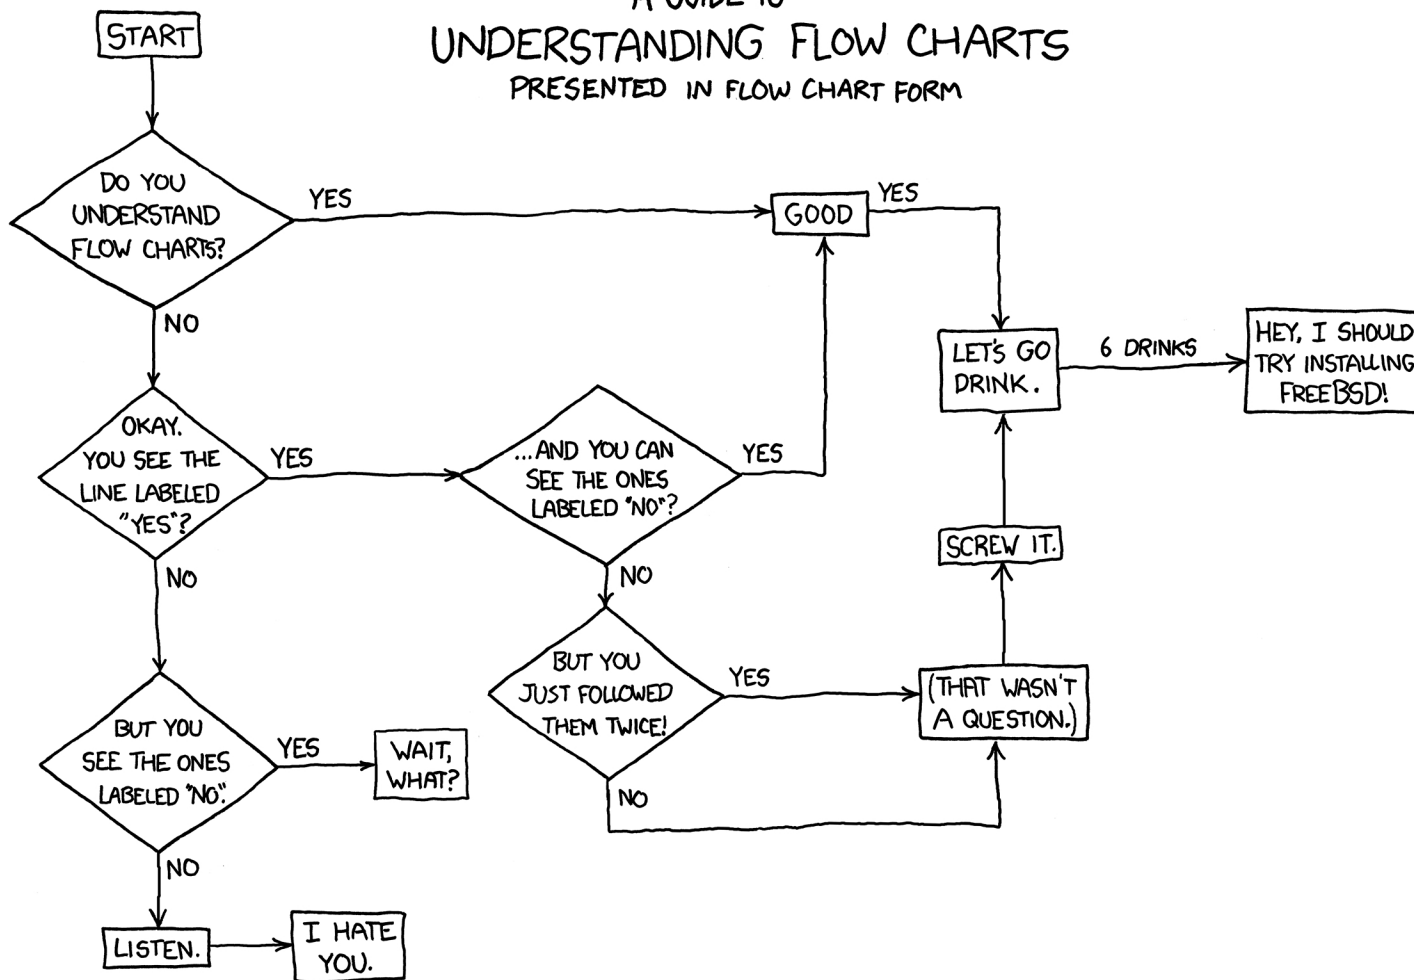 A GUIDE TO
UNDERSTANDING FLOW CHARTS
PRESENTED IN FLOW CHART FORM
START
DO YOU
UNDERSTAND
FLOW CHARTS?
YES
GOOD
YES
NO
LET'S GO
DRINK.
6 DRINKS
HEY, I SHOULD
TRY INSTALLING
FREEBSD!
OKAY.
YOU SEE THE
LINE LABELED
"YES"?
YES
...AND YOU CAN
SEE THE ONES
LABELED "NO"?
YES
NO
NO
SCREW IT.
BUT YOU
JUST FOLLOWED
THEM TWICE!
YES
(THAT WASN'T
A QUESTION.)
NO
BUT YOU
SEE THE ONES
LABELED "NO".
YES
WAIT,
WHAT?
NO
LISTEN.
I HATE
YOU.